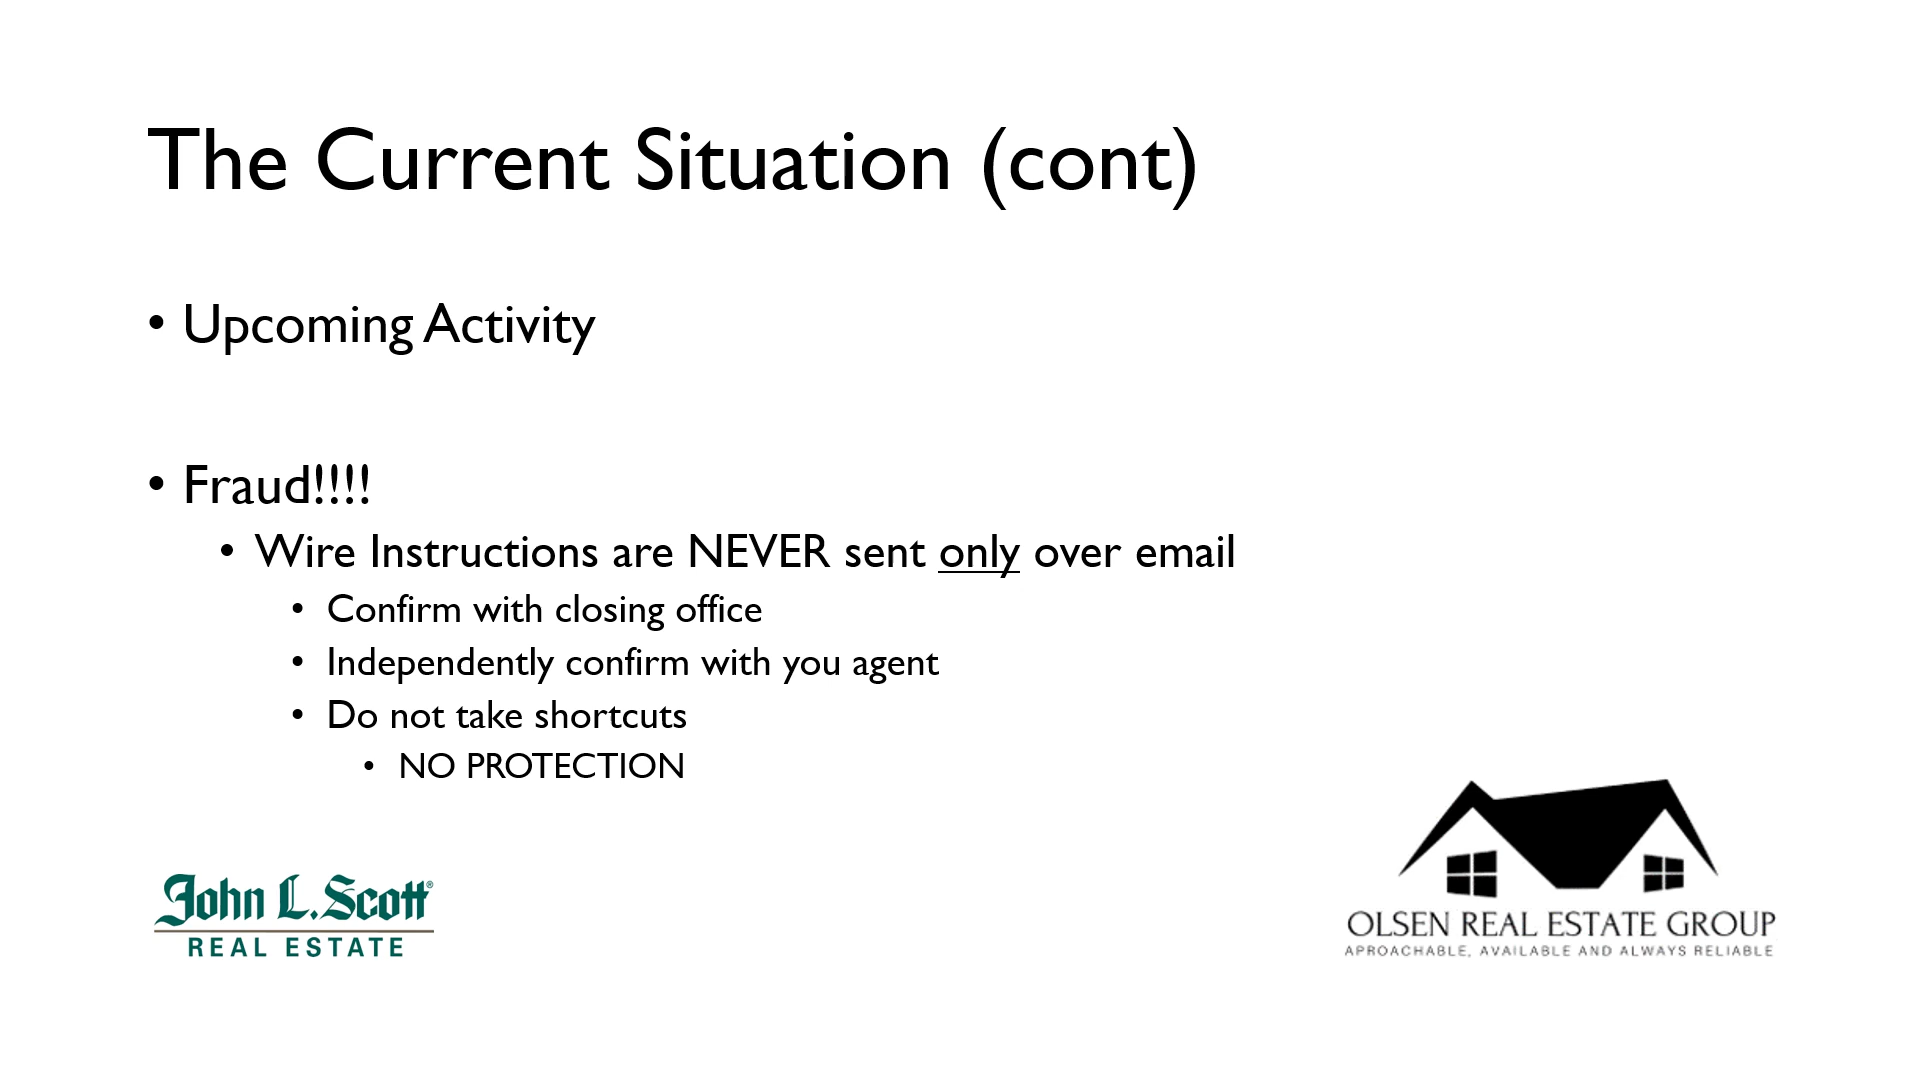 The Current Situation (cont)
• Upcoming Activity
• Fraud!!!!
• Wire Instructions are NEVER sent only over email
• Confirm with closing office
• Independently confirm with you agent
• Do not take shortcuts
• NO PROTECTION
John L. Scott®
REAL ESTATE
OLSEN REAL ESTATE GROUP
APROACHABLE, AVAILABLE AND ALWAYS RELIABLE